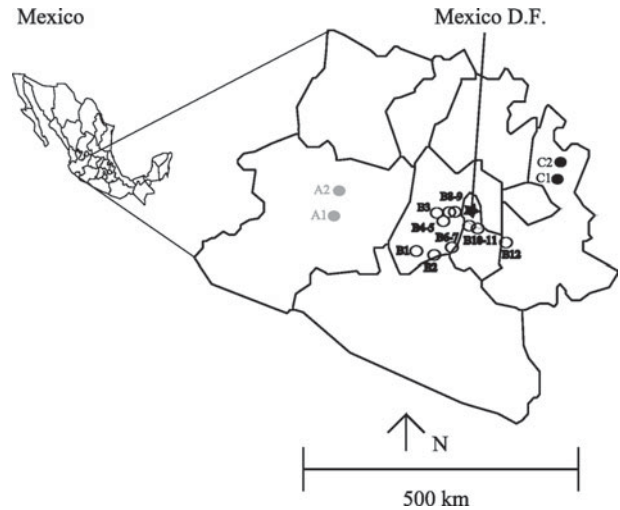 Mexico
Mexico D.F.
C2
C1
A2
A1
B8-9
B3
B4-5
B6-7
B10-11
B1
B2
B12
N
500 km